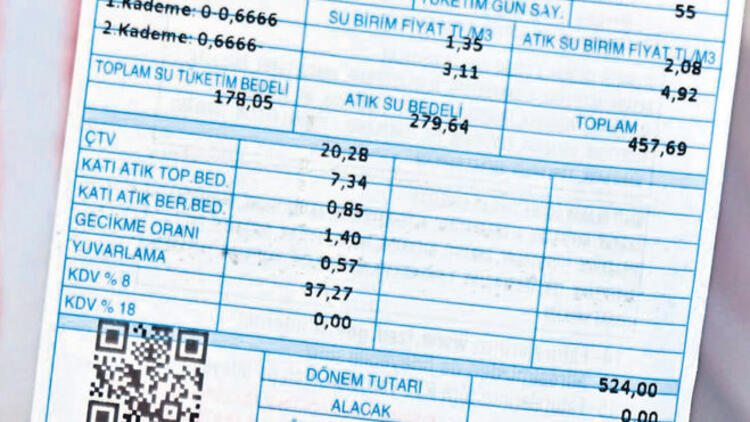 TÜKETİM GÜN SAY. 55
1.Kademe: 0-0,6666 SU BİRİM FİYAT TL/M3 1,35 ATIK SU BİRİM FİYAT TL/M3 2,08
2.Kademe: 0,6666- 3,11 4,92
TOPLAM SU TÜKETİM BEDELİ 178,05 ATIK SU BEDELİ 279,64 TOPLAM 457,69
ÇTV 20,28
KATI ATIK TOP.BED. 7,34
KATI ATIK BER.BED. 0,85
GECİKME ORANI 1,40
YUVARLAMA 0,57
KDV % 8 37,27
KDV % 18 0,00
DÖNEM TUTARI 524,00
ALACAK 0,00